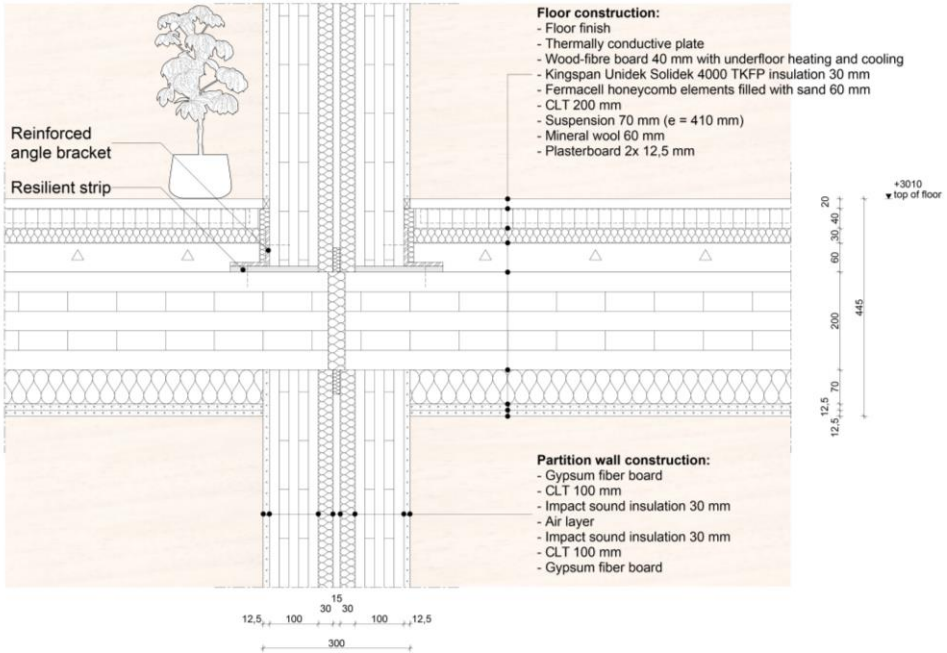 Floor construction:
- Floor finish
- Thermally conductive plate
- Wood-fibre board 40 mm with underfloor heating and cooling
- Kingspan Unidek Solidek 4000 TKFP insulation 30 mm
- Fermacell honeycomb elements filled with sand 60 mm
- CLT 200 mm
- Suspension 70 mm (e = 410 mm)
- Mineral wool 60 mm
- Plasterboard 2x 12,5 mm
Reinforced
angle bracket
Resilient strip
+3010
top of floor
20
40
30
60
200
445
70
12,5
12,5
Partition wall construction:
- Gypsum fiber board
- CLT 100 mm
- Impact sound insulation 30 mm
- Air layer
- Impact sound insulation 30 mm
- CLT 100 mm
- Gypsum fiber board
15
30 30
12,5 100 100 12,5
300